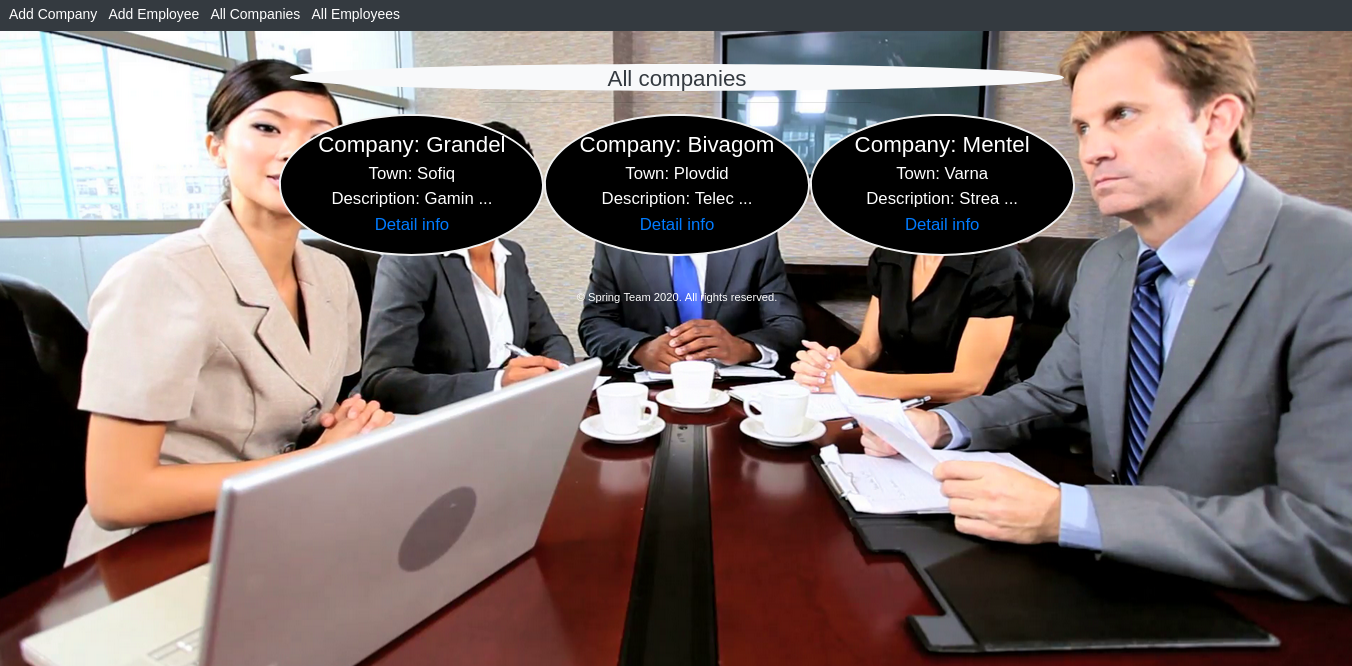 Add Company Add Employee All Companies All Employees
All companies
Company: Grandel
Town: Sofiq
Description: Gamin ...
Detail info
Company: Bivagom
Town: Plovdid
Description: Telec ...
Detail info
Company: Mentel
Town: Varna
Description: Strea ...
Detail info
© Spring Team 2020. All rights reserved.